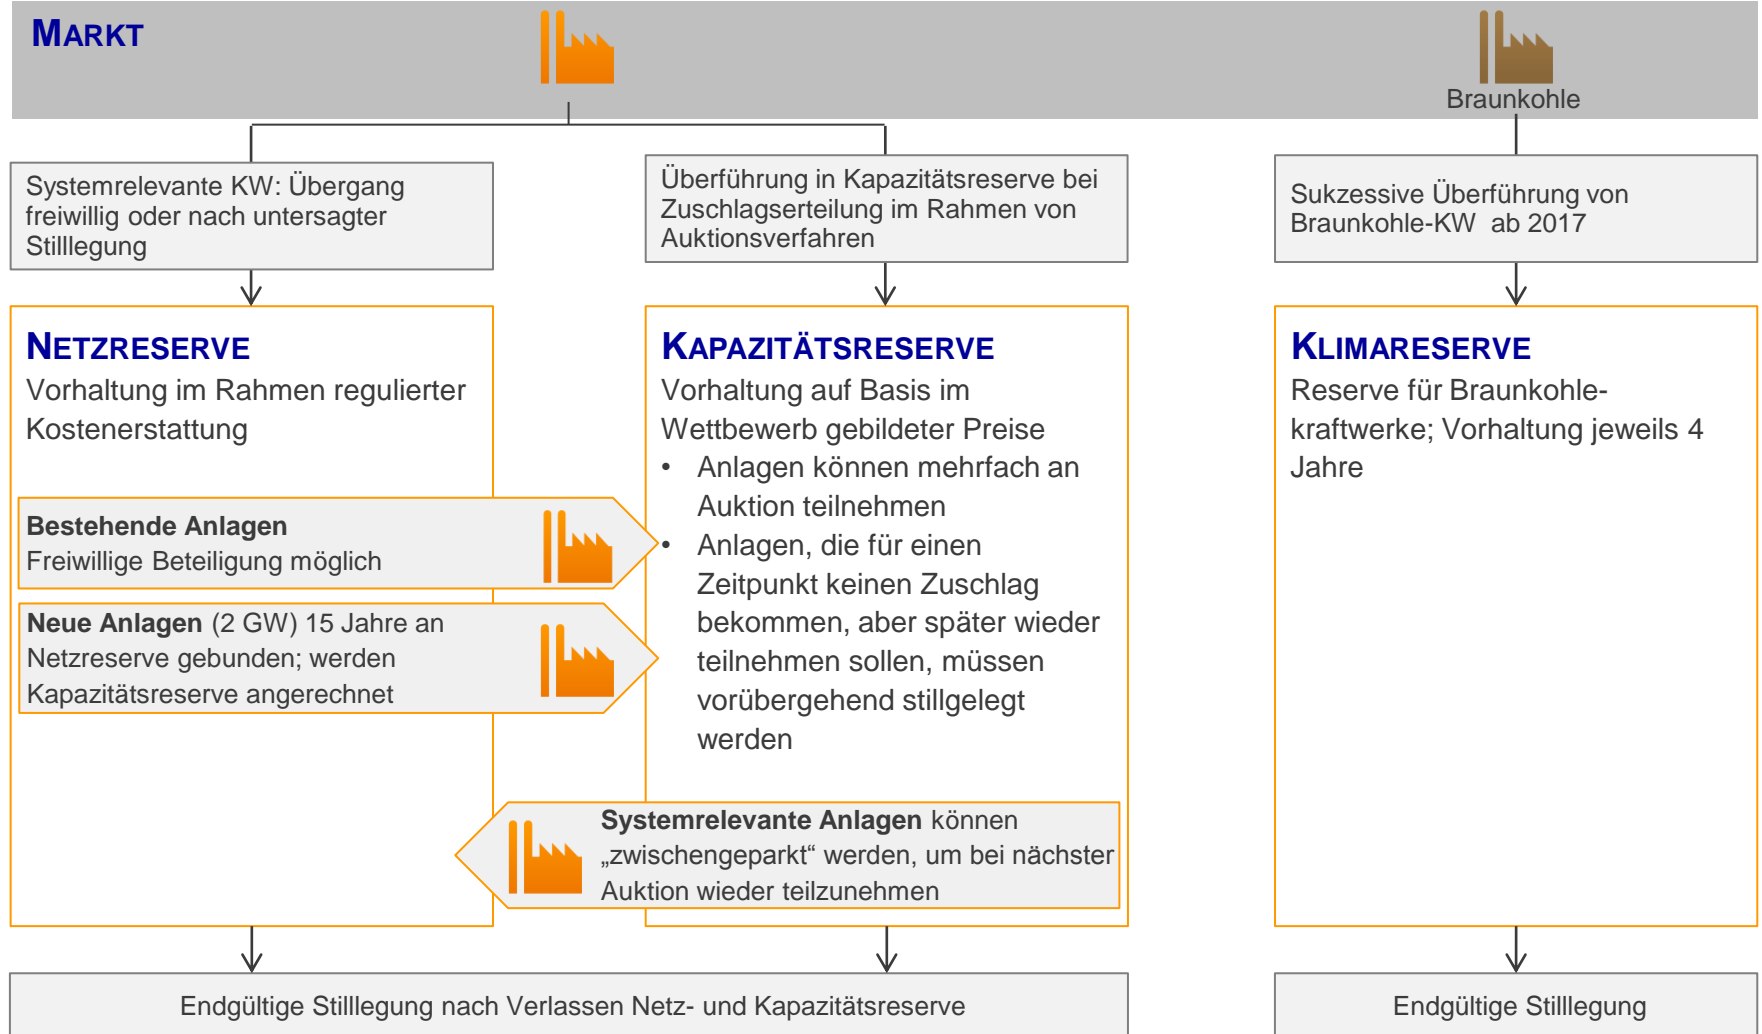 MARKT
Braunkohle
Systemrelevante KW: Übergang
freiwillig oder nach untersagter
Stilllegung
Überführung in Kapazitätsreserve bei
Zuschlagserteilung im Rahmen von
Auktionsverfahren
Sukzessive Überführung von
Braunkohle-KW ab 2017
NETZRESERVE
Vorhaltung im Rahmen regulierter
Kostenerstattung
Bestehende Anlagen
Freiwillige Beteiligung möglich
Neue Anlagen (2 GW) 15 Jahre an
Netzreserve gebunden; werden
Kapazitätsreserve angerechnet
KAPAZITÄTSRESERVE
Vorhaltung auf Basis im
Wettbewerb gebildeter Preise
• Anlagen können mehrfach an
Auktion teilnehmen
• Anlagen, die für einen
Zeitpunkt keinen Zuschlag
bekommen, aber später wieder
teilnehmen sollen, müssen
vorübergehend stillgelegt
werden
Systemrelevante Anlagen können
„zwischengeparkt“ werden, um bei nächster
Auktion wieder teilzunehmen
KLIMARESERVE
Reserve für Braunkohle-
kraftwerke; Vorhaltung jeweils 4
Jahre
Endgültige Stilllegung nach Verlassen Netz- und Kapazitätsreserve
Endgültige Stilllegung